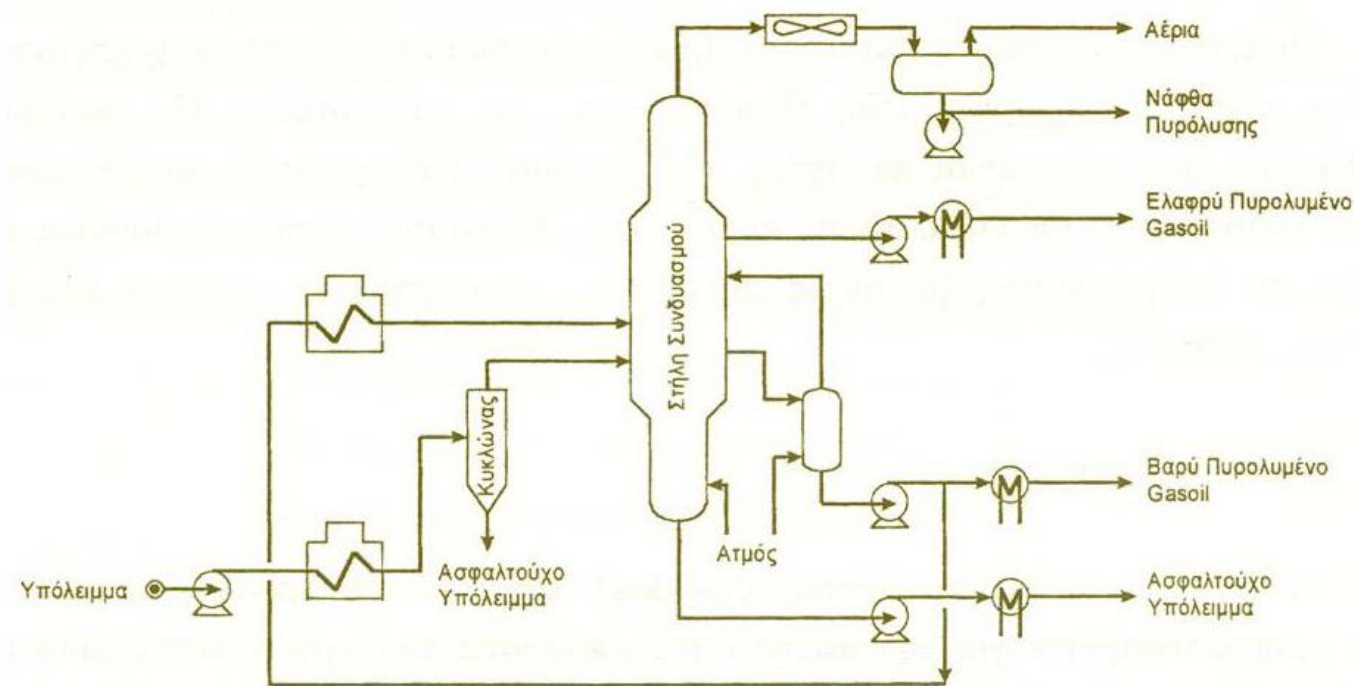 Αέρια
Νάφθα
Πυρόλυσης
Ελαφρύ Πυρολυμένο
Gasoil
Στήλη Συνδυασμού
Κυκλώνας
Βαρύ Πυρολυμένο
Gasoil
Ατμός
Υπόλειμμα
Ασφαλτούχο
Υπόλειμμα
Ασφαλτούχο
Υπόλειμμα